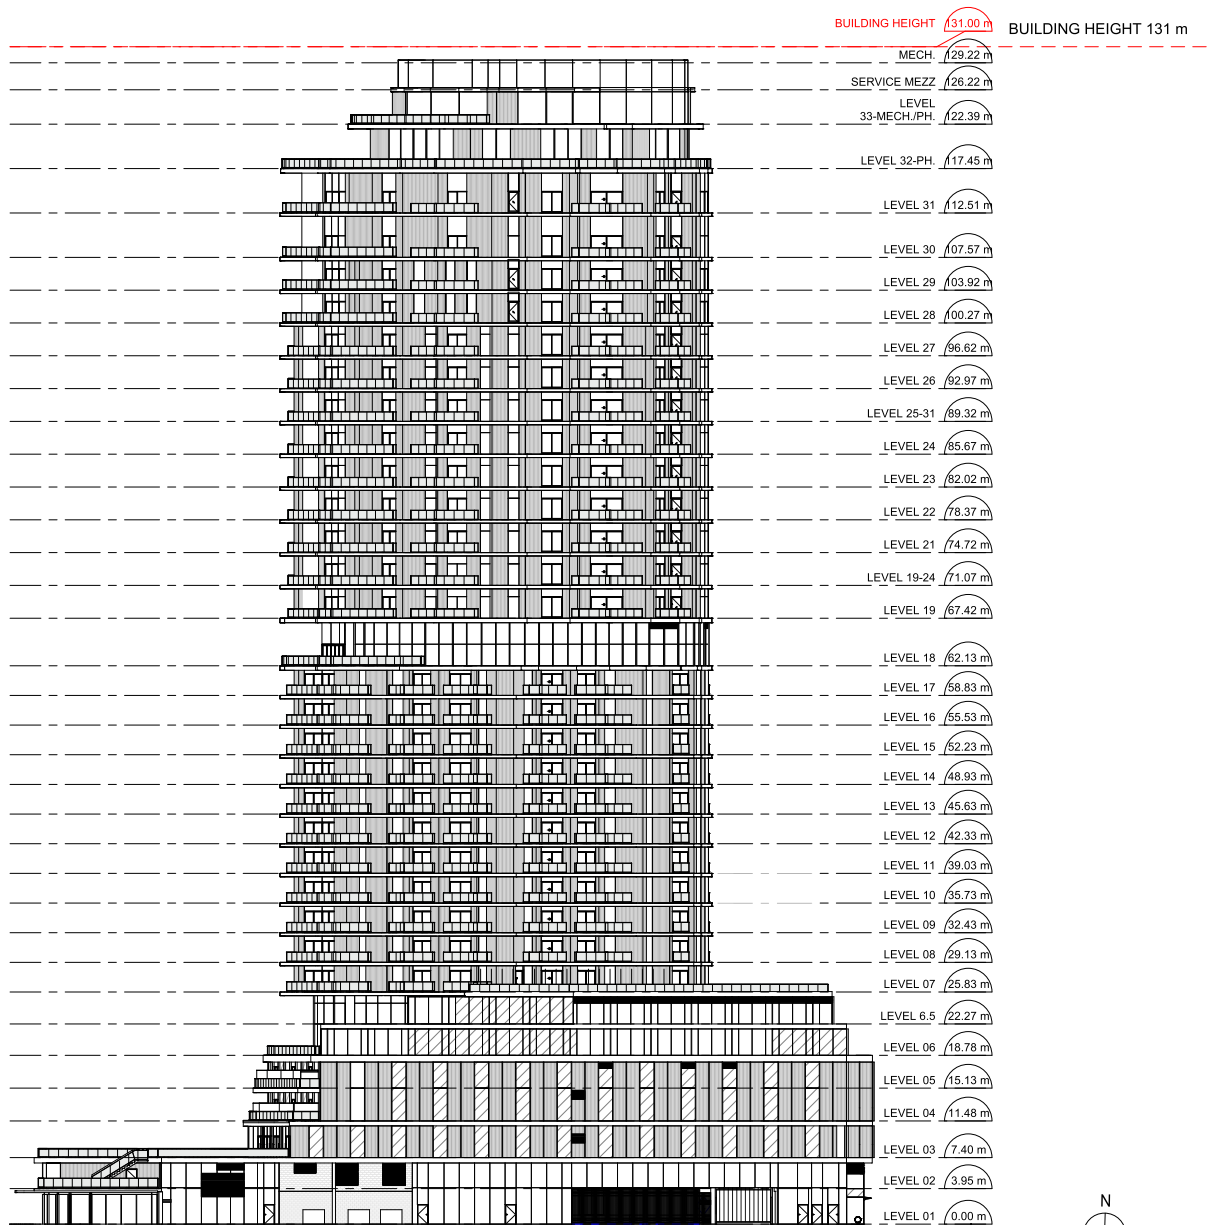 BUILDING HEIGHT 131.00 m BUILDING HEIGHT 131 m
MECH. 129.22 m
SERVICE MEZZ 126.22 m
LEVEL
33-MECH./PH. 122.39 m
LEVEL 32-PH. 117.45 m
LEVEL 31 112.51 m
LEVEL 30 107.57 m
LEVEL 29 103.92 m
LEVEL 28 100.27 m
LEVEL 27 96.62 m
LEVEL 26 92.97 m
LEVEL 25-31 89.32 m
LEVEL 24 85.67 m
LEVEL 23 82.02 m
LEVEL 22 78.37 m
LEVEL 21 74.72 m
LEVEL 19-24 71.07 m
LEVEL 19 67.42 m
LEVEL 18 62.13 m
LEVEL 17 58.83 m
LEVEL 16 55.53 m
LEVEL 15 52.23 m
LEVEL 14 48.93 m
LEVEL 13 45.63 m
LEVEL 12 42.33 m
LEVEL 11 39.03 m
LEVEL 10 35.73 m
LEVEL 09 32.43 m
LEVEL 08 29.13 m
LEVEL 07 25.83 m
LEVEL 6.5 22.27 m
LEVEL 06 18.78 m
LEVEL 05 15.13 m
LEVEL 04 11.48 m
LEVEL 03 7.40 m
LEVEL 02 3.95 m
N
LEVEL 01 0.00 m